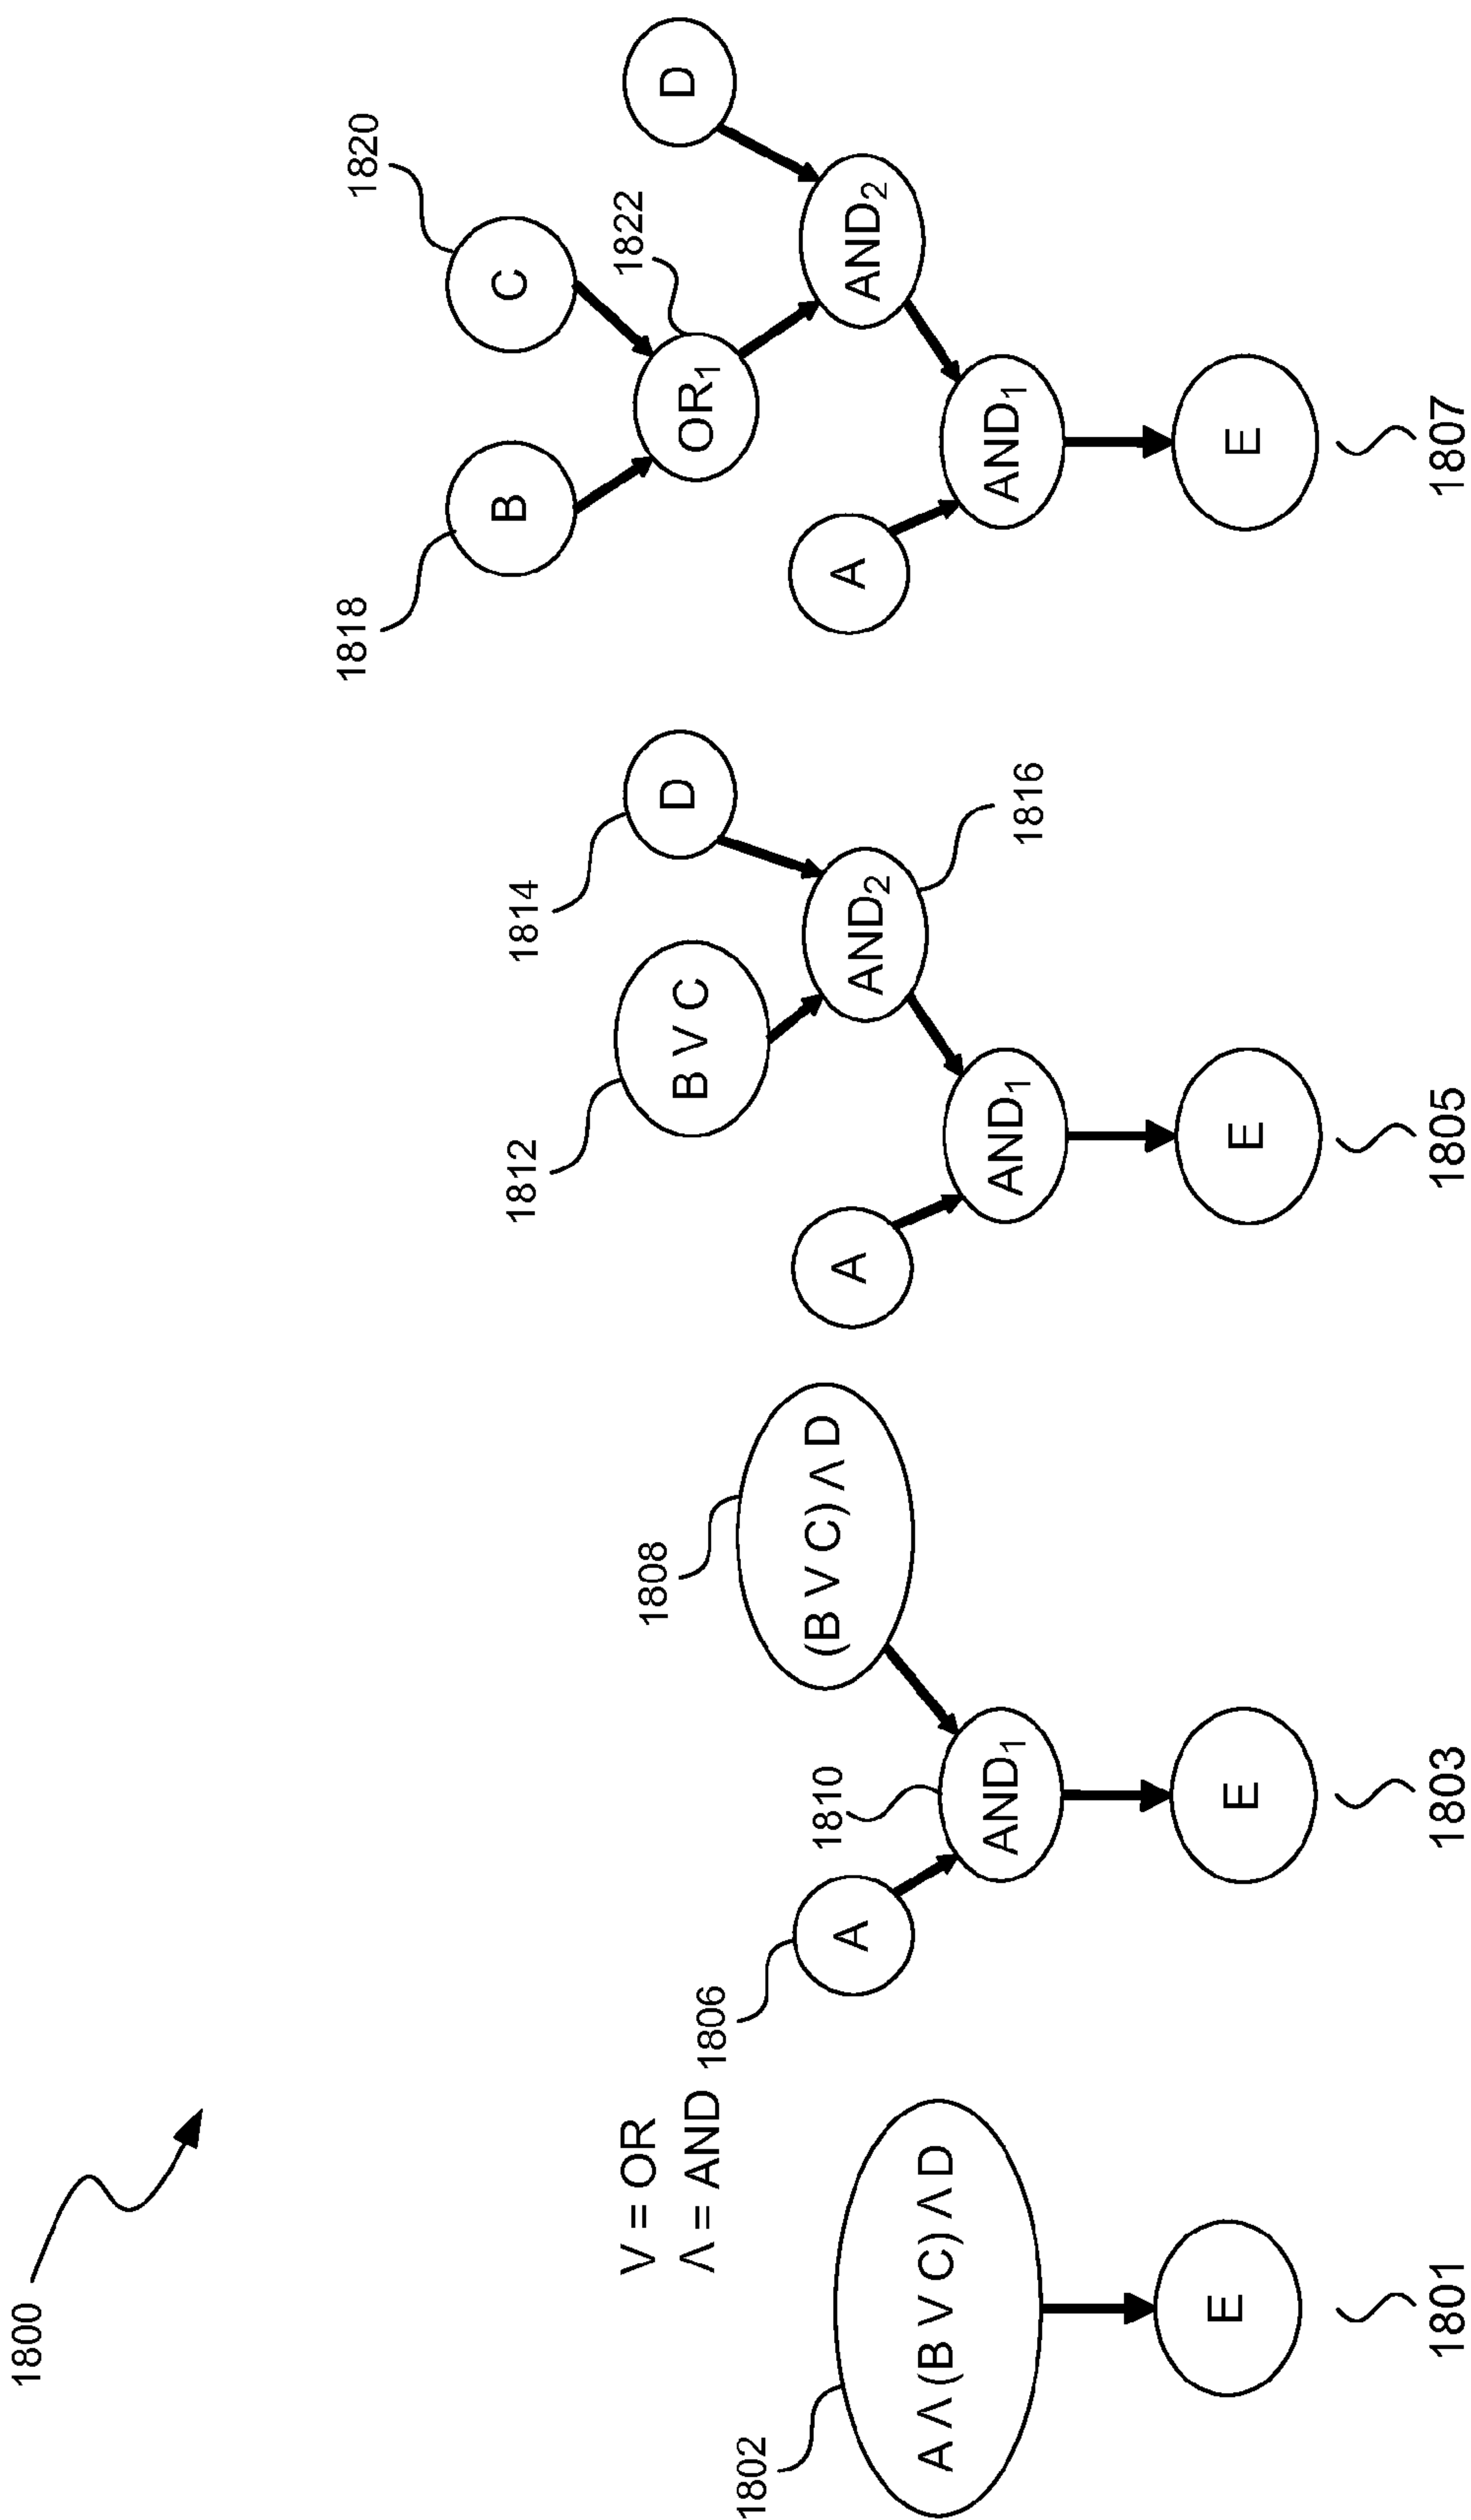 1800
V = OR
Λ = AND
1802
A Λ (B V C) Λ D
E
1801
1806
A
1808
(B V C) Λ D
1810
AND1
E
1803
1812
B V C
1814
D
A
AND2
1816
AND1
E
1805
1818
B
1820
C
1822
OR1
D
A
AND2
AND1
E
1807